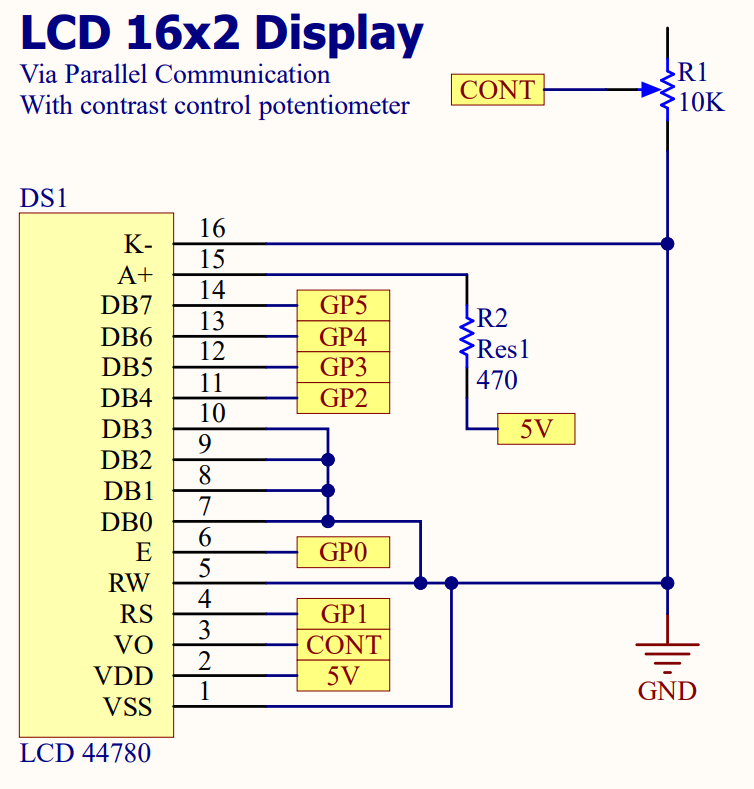 LCD 16x2 Display
Via Parallel Communication
With contrast control potentiometer
CONT
R1
10K
DS1
K- 16
A+ 15
DB7 14 GP5
DB6 13 GP4
DB5 12 GP3
DB4 11 GP2
DB3 10
DB2 9
DB1 8
DB0 7
E 6 GP0
RW 5
RS 4 GP1
VO 3 CONT
VDD 2 5V
VSS 1
LCD 44780
R2
Res1
470
5V
GND